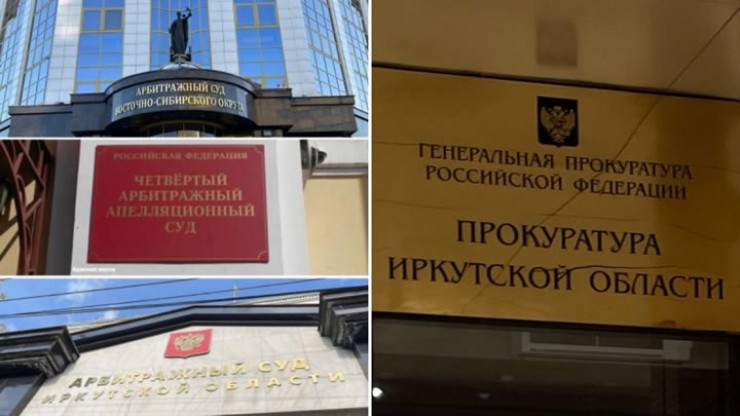 АРБИТРАЖНЫЙ СУД
ВОСТОЧНО-СИБИРСКОГО ОКРУГА
РОССИЙСКАЯ ФЕДЕРАЦИЯ
ЧЕТВЁРТЫЙ
АРБИТРАЖНЫЙ
АПЕЛЛЯЦИОННЫЙ
СУД
АРБИТРАЖНЫЙ СУД
ИРКУТСКОЙ ОБЛАСТИ
ГЕНЕРАЛЬНАЯ ПРОКУРАТУРА
РОССИЙСКОЙ ФЕДЕРАЦИИ
ПРОКУРАТУРА
ИРКУТСКОЙ ОБЛАСТИ